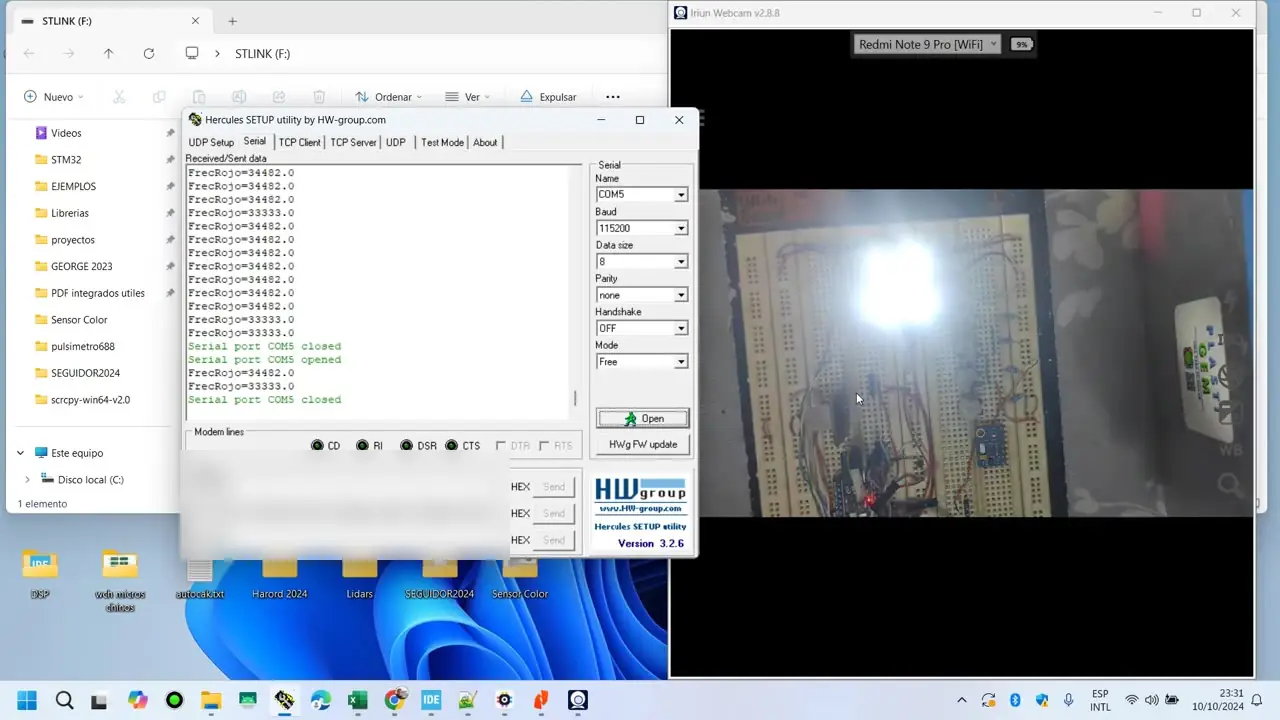 STLINK (F:)
Iriun Webcam v2.8.8
Redmi Note 9 Pro [WiFi]
9%
STLINK (F:)
Nuevo
Ordenar
Ver
Expulsar
Videos
STM32
EJEMPLOS
Librerias
proyectos
GEORGE 2023
PDF integrados utiles
Sensor Color
pulsimetro688
SEGUIDOR2024
scrcpy-win64-v2.0
Este equipo
Disco local (C:)
1 elemento
Hercules SETUP utility by HW-group.com
UDP Setup Serial TCP Client TCP Server UDP Test Mode About
Received/Sent data
FrecRojo=34482.0
FrecRojo=34482.0
FrecRojo=34482.0
FrecRojo=33333.0
FrecRojo=34482.0
FrecRojo=34482.0
FrecRojo=34482.0
FrecRojo=34482.0
FrecRojo=34482.0
FrecRojo=34482.0
FrecRojo=34482.0
FrecRojo=33333.0
FrecRojo=33333.0
Serial port COM5 closed
Serial port COM5 opened
FrecRojo=34482.0
FrecRojo=33333.0
Serial port COM5 closed
Serial
Name
COM5
Baud
115200
Data size
8
Parity
none
Handshake
OFF
Mode
Free
Open
HWg FW update
Modem lines
CD RI DSR CTS DTR RTS
HEX Send
HEX Send
HEX Send
HWgroup
www.HW-group.com
Hercules SETUP utility
Version 3.2.6
WB
IDE
DSP
wch micros chinos
autocak.txt
Harord 2024
Lidars
SEGUIDOR2024
Sensor Color
IDE
ESP
INTL
23:31
10/10/2024